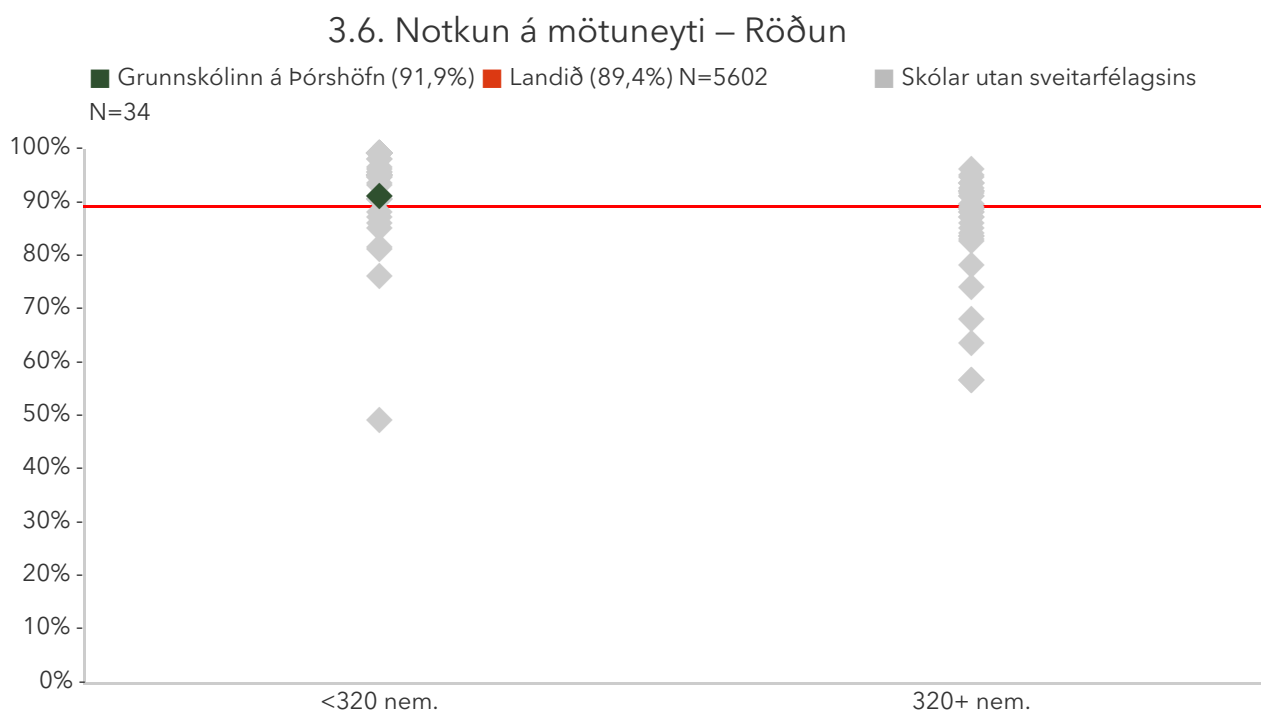 3.6. Notkun á mötuneyti – Röðun
Grunnskólinn á Þórshöfn (91,9%) Landið (89,4%) N=5602 Skólar utan sveitarfélagsins
N=34
100%
90%
80%
70%
60%
50%
40%
30%
20%
10%
0%
<320 nem. 320+ nem.